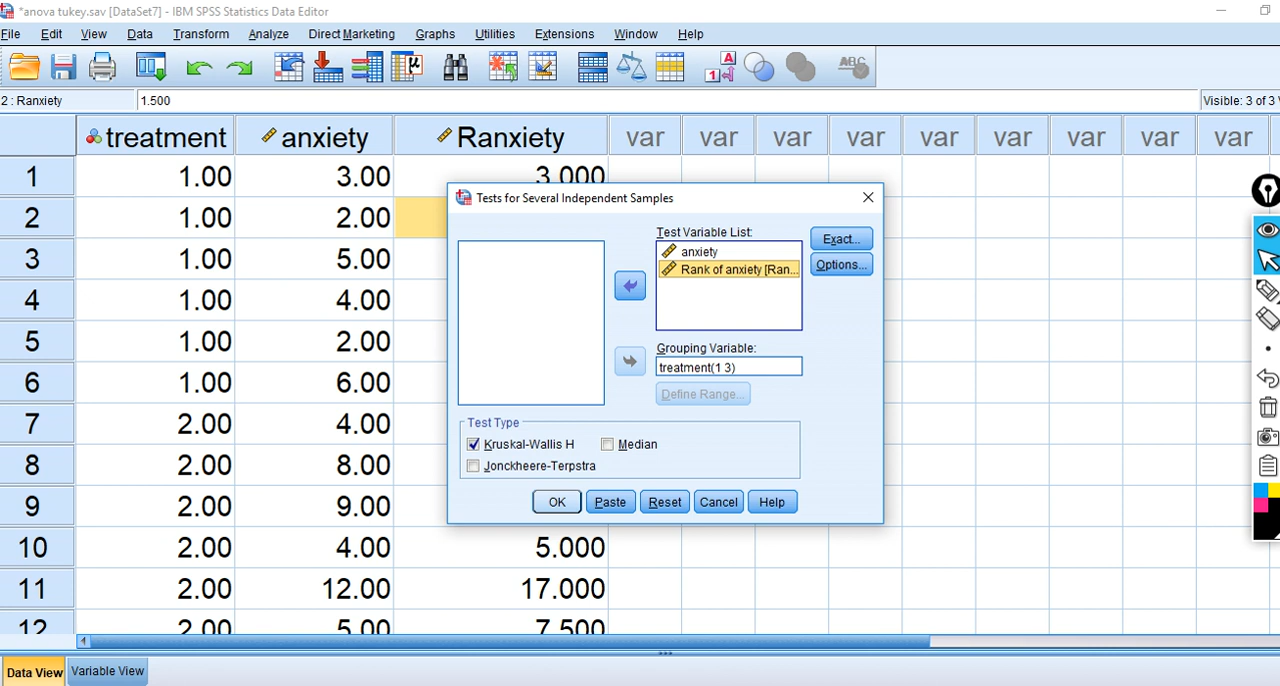 *anova tukey.sav [DataSet7] - IBM SPSS Statistics Data Editor
File Edit View Data Transform Analyze Direct Marketing Graphs Utilities Extensions Window Help
2 : Ranxiety 1.500 Visible: 3 of 3
treatment anxiety Ranxiety var var var var var var var var var
1 1.00 3.00 3.000
2 1.00 2.00
3 1.00 5.00
4 1.00 4.00
5 1.00 2.00
6 1.00 6.00
7 2.00 4.00
8 2.00 8.00
9 2.00 9.00
10 2.00 4.00 5.000
11 2.00 12.00 17.000
12 2.00 5.00 7.500
Tests for Several Independent Samples
Test Variable List:
anxiety
Rank of anxiety [Ran...
Exact...
Options...
Grouping Variable:
treatment(1 3)
Define Range...
Test Type
Kruskal-Wallis H Median
Jonckheere-Terpstra
OK Paste Reset Cancel Help
Data View Variable View